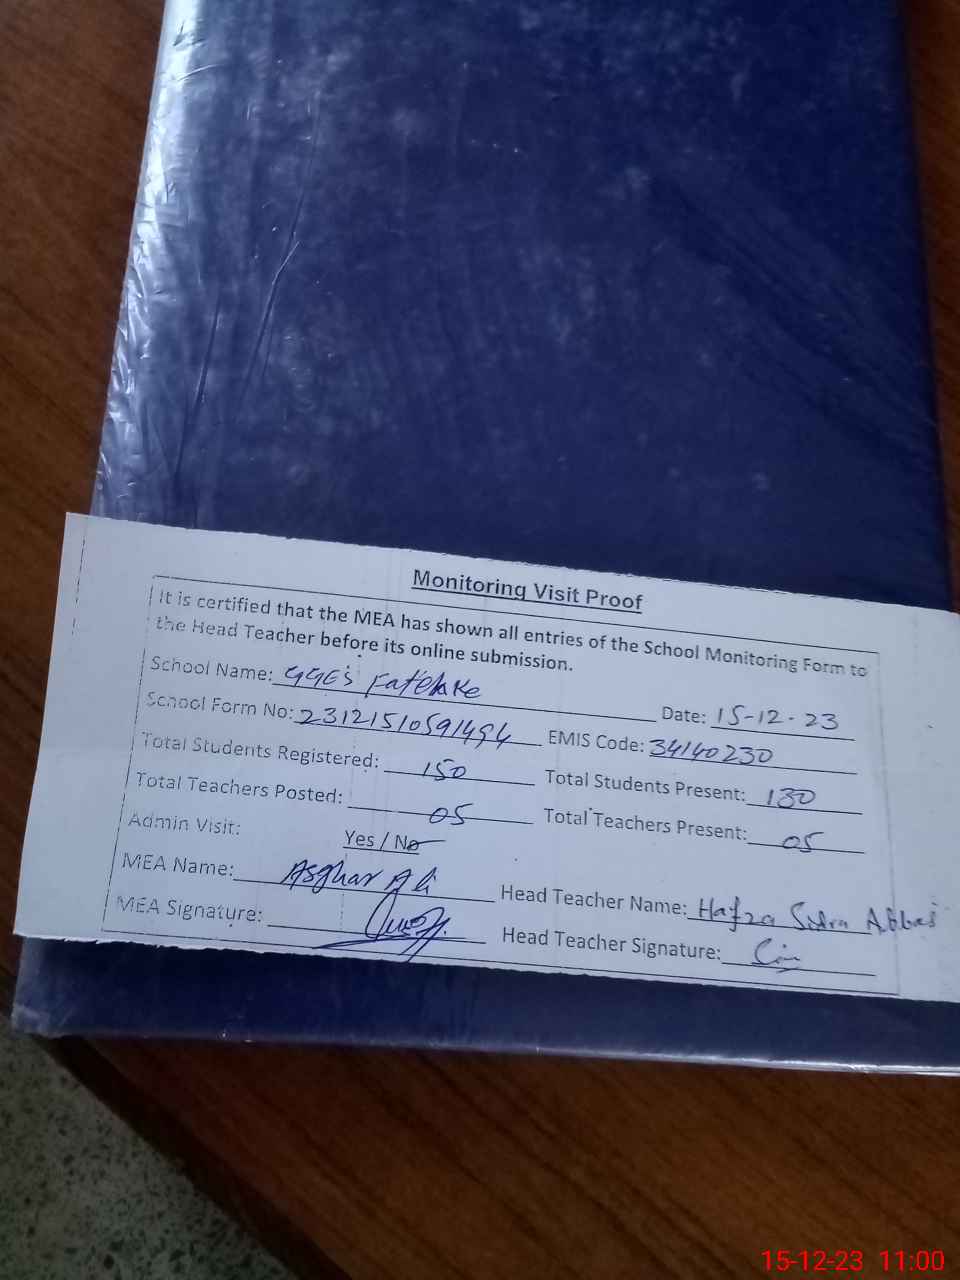 Monitoring Visit Proof
It is certified that the MEA has shown all entries of the School Monitoring Form to
the Head Teacher before its online submission.
School Name: GGES Fatehke Date: 15-12-23
School Form No: 23121510591494 EMIS Code: 34140230
Total Students Registered: 150 Total Students Present: 130
Total Teachers Posted: 05 Total Teachers Present: 05
Admin Visit: Yes / No
MEA Name: Asghar Ali Head Teacher Name: Hafza Sidra Abbas
MEA Signature: Head Teacher Signature:
15-12-23 11:00